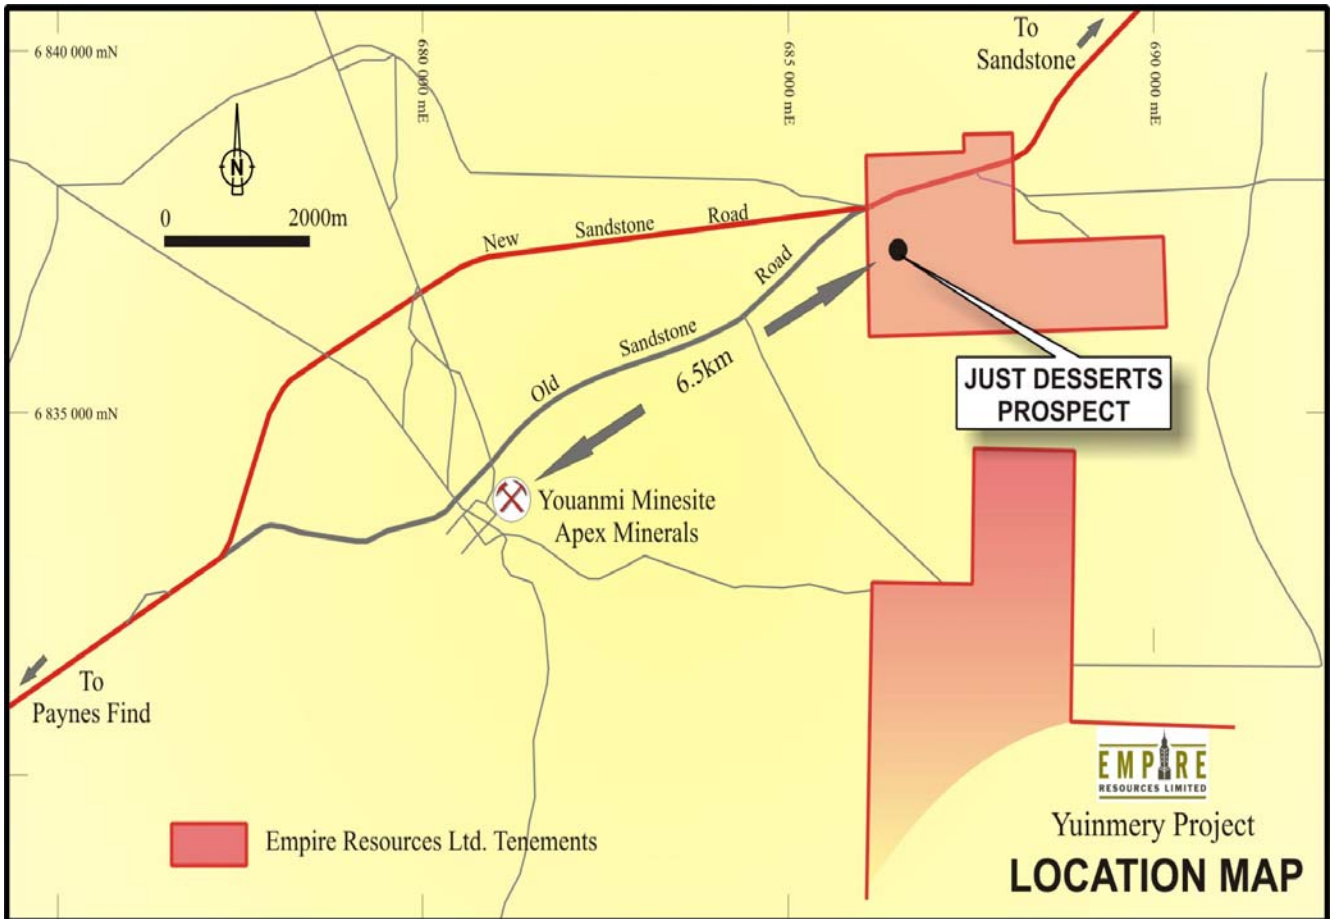 6 840 000 mN
680 000 mE
685 000 mE
690 000 mE
To
Sandstone
N
0 2000m
New Sandstone Road
Old Sandstone Road
6.5km
JUST DESSERTS
PROSPECT
6 835 000 mN
Youanmi Minesite
Apex Minerals
To
Paynes Find
EMPIRE
RESOURCES LIMITED
Empire Resources Ltd. Tenements
Yuinmery Project
LOCATION MAP